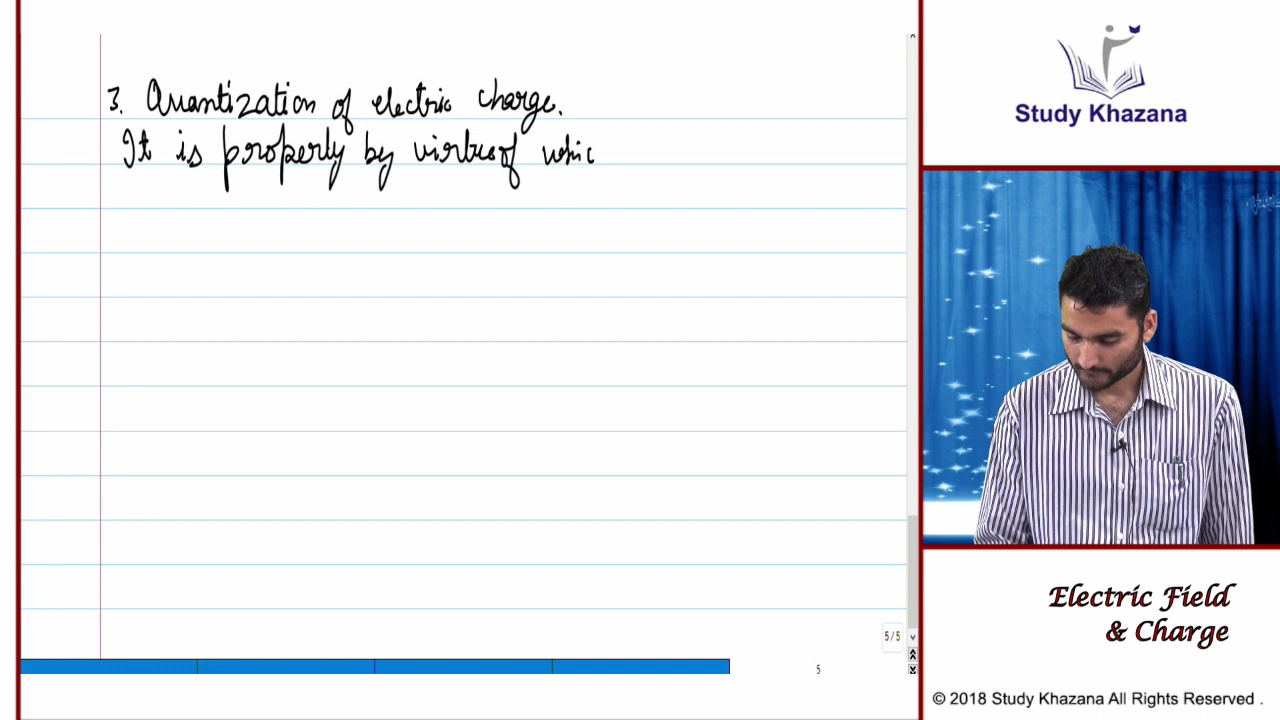 3. Quantization of electric charge.
It is property by virtue of whic
5/5
5
Study Khazana
Electric Field
& Charge
© 2018 Study Khazana All Rights Reserved .